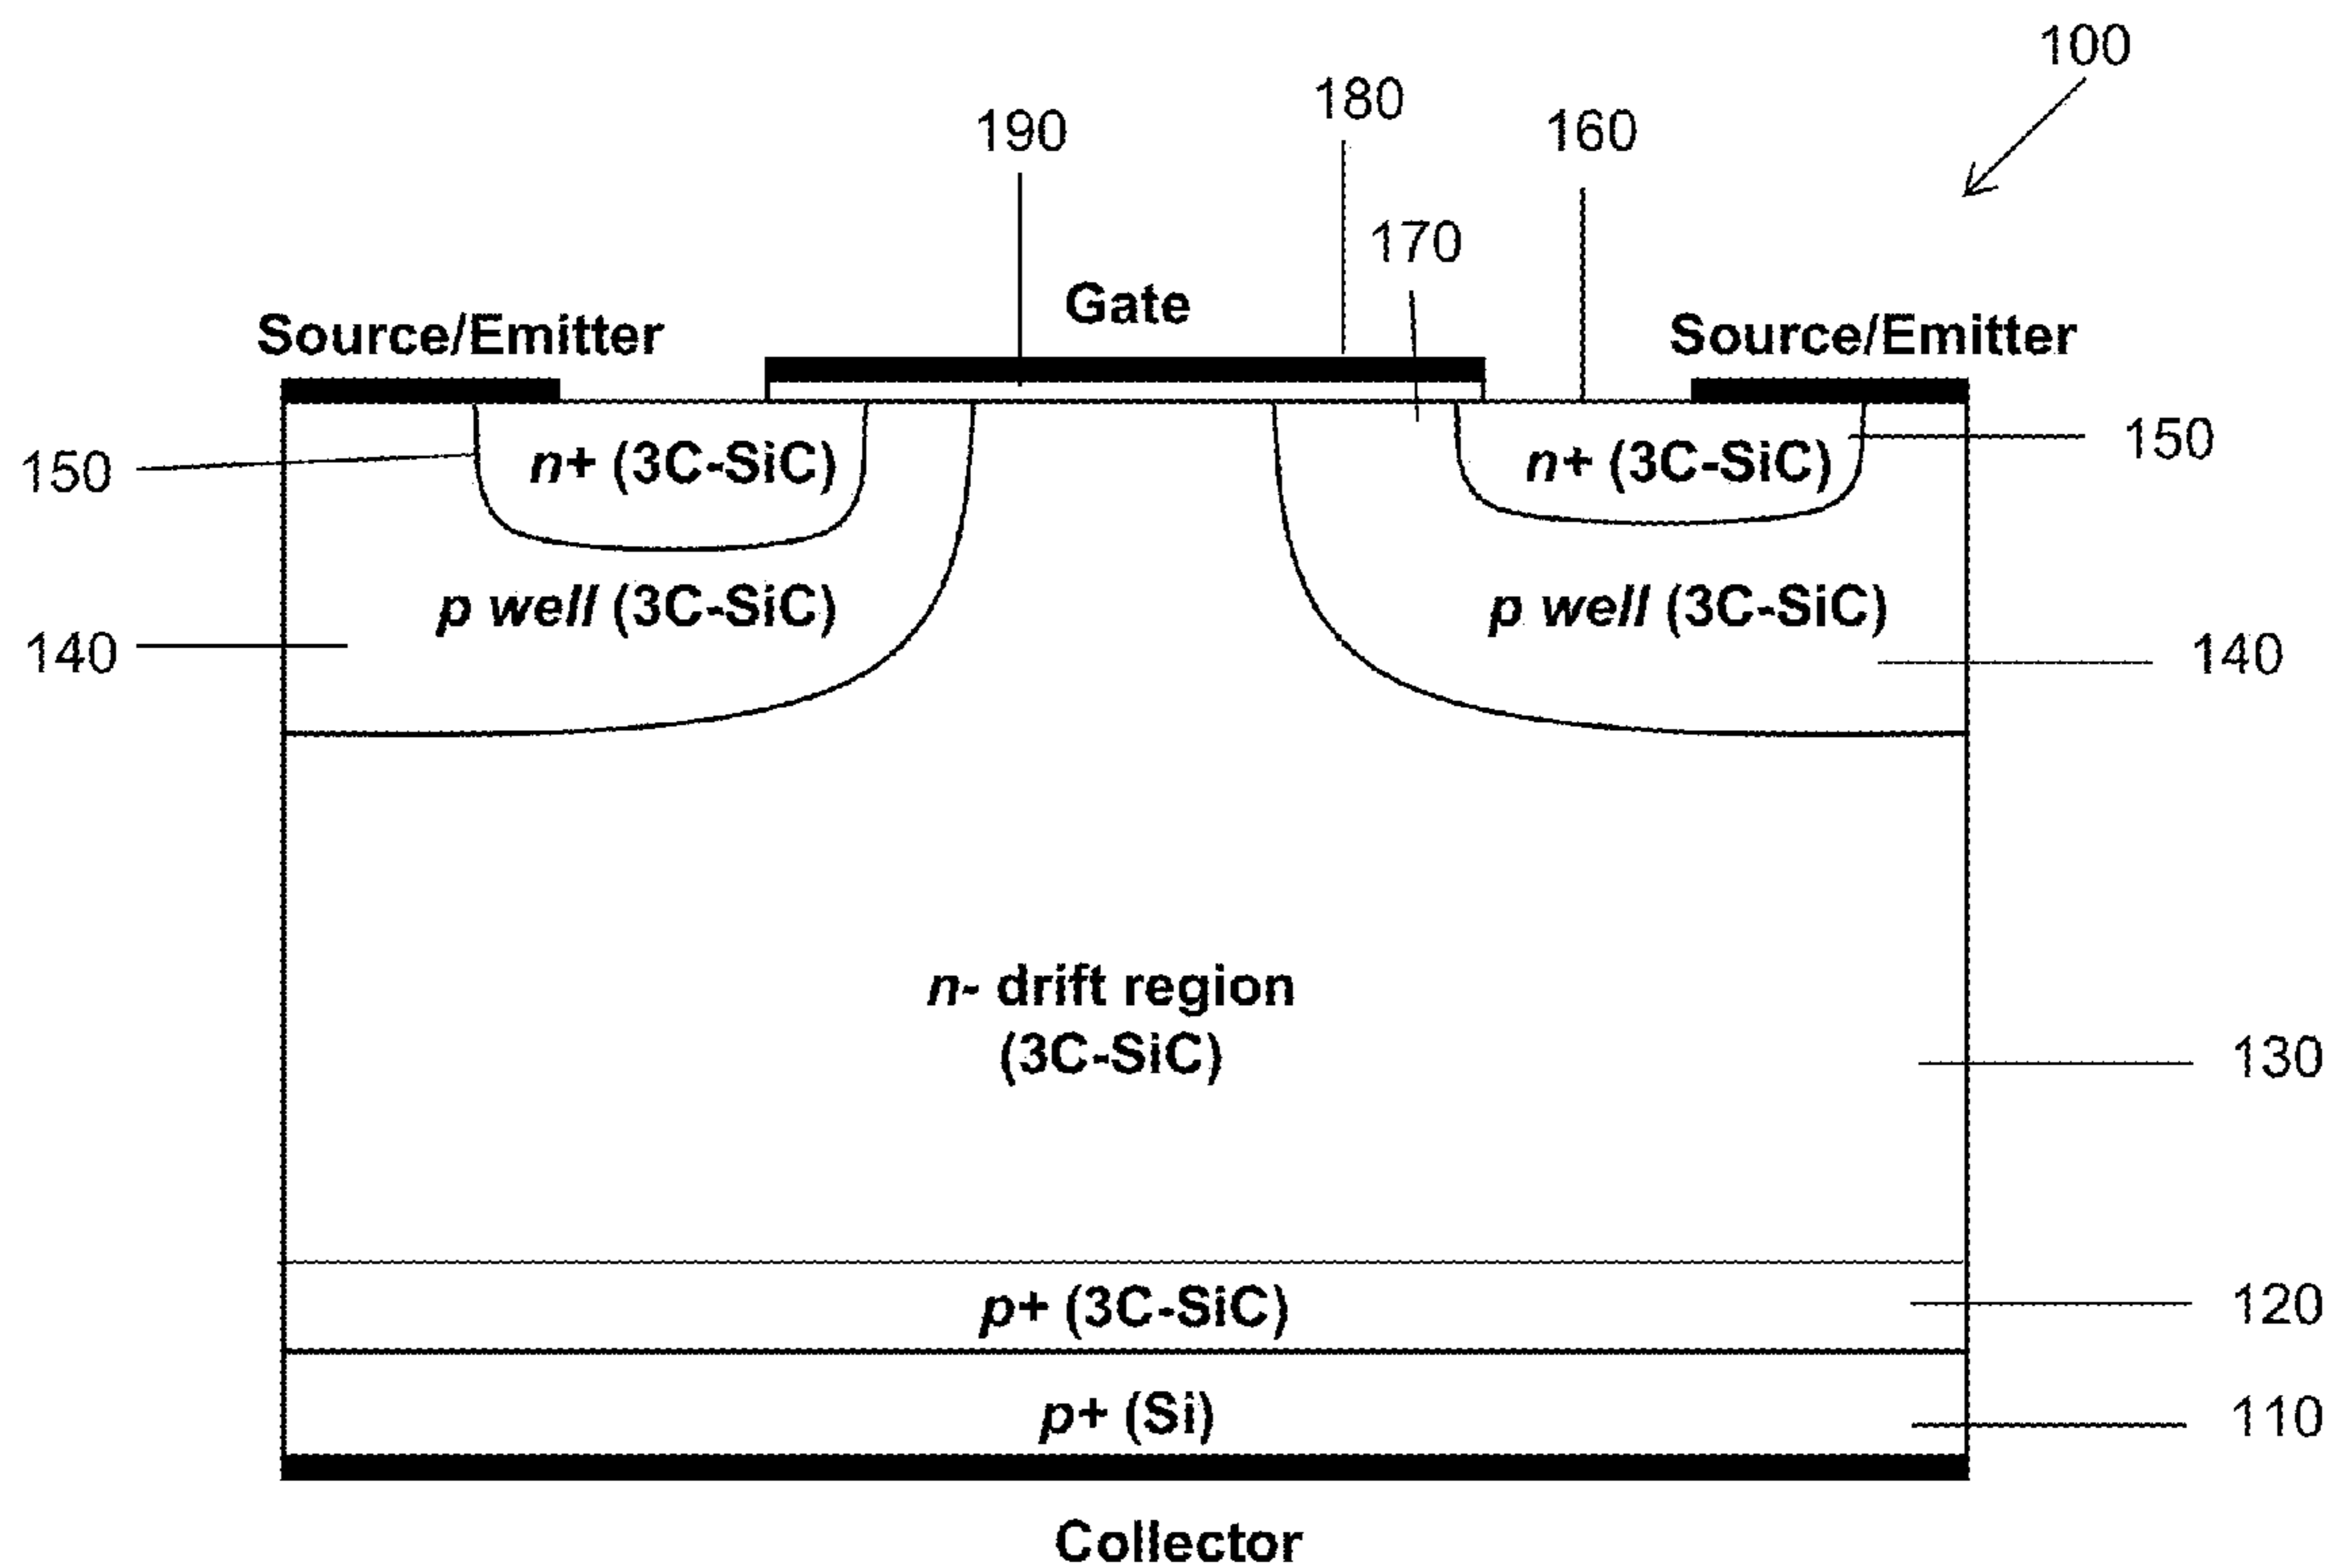 100
180
190
160
170
Gate
Source/Emitter
Source/Emitter
150
n+ (3C-SiC)
n+ (3C-SiC)
150
p well (3C-SiC)
p well (3C-SiC)
140
140
n- drift region
(3C-SiC)
130
p+ (3C-SiC)
120
p+ (Si)
110
Collector